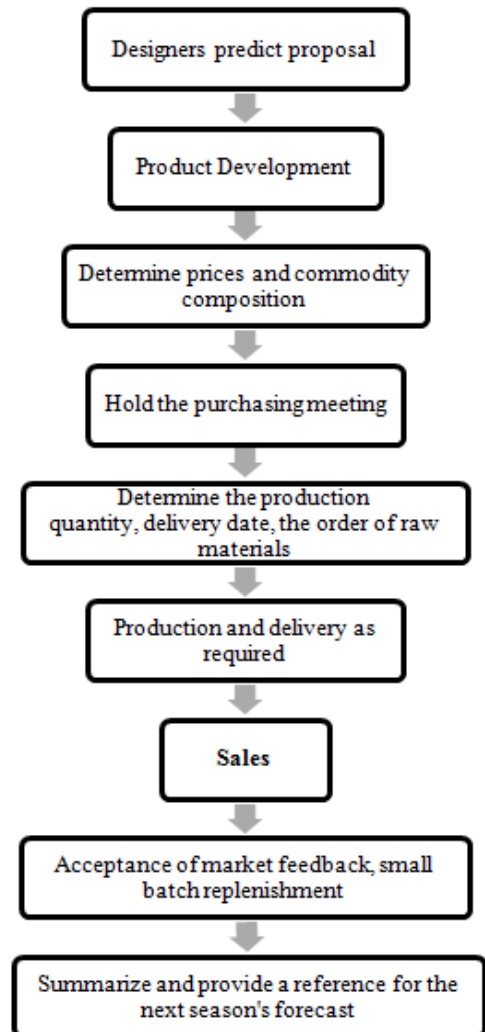 Designers predict proposal
Product Development
Determine prices and commodity
composition
Hold the purchasing meeting
Determine the production
quantity, delivery date, the order of raw
materials
Production and delivery as
required
Sales
Acceptance of market feedback, small
batch replenishment
Summarize and provide a reference for the
next season's forecast